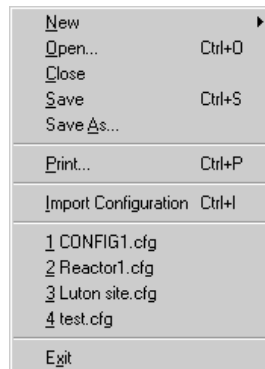 New
Open... Ctrl+O
Close
Save Ctrl+S
Save As...
Print... Ctrl+P
Import Configuration Ctrl+I
1 CONFIG1.cfg
2 Reactor1.cfg
3 Luton site.cfg
4 test.cfg
Exit